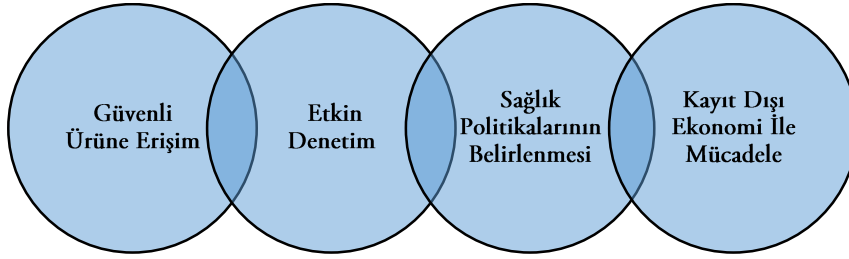 Güvenli
Ürüne Erişim
Etkin
Denetim
Sağlık
Politikalarının
Belirlenmesi
Kayıt Dışı
Ekonomi İle
Mücadele